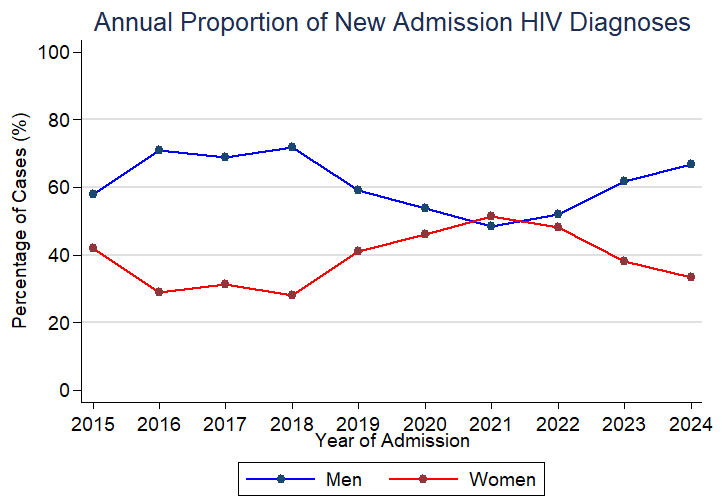 Annual Proportion of New Admission HIV Diagnoses
Percentage of Cases (%)
100
80
60
40
20
0
2015 2016 2017 2018 2019 2020 2021 2022 2023 2024
Year of Admission
Men Women